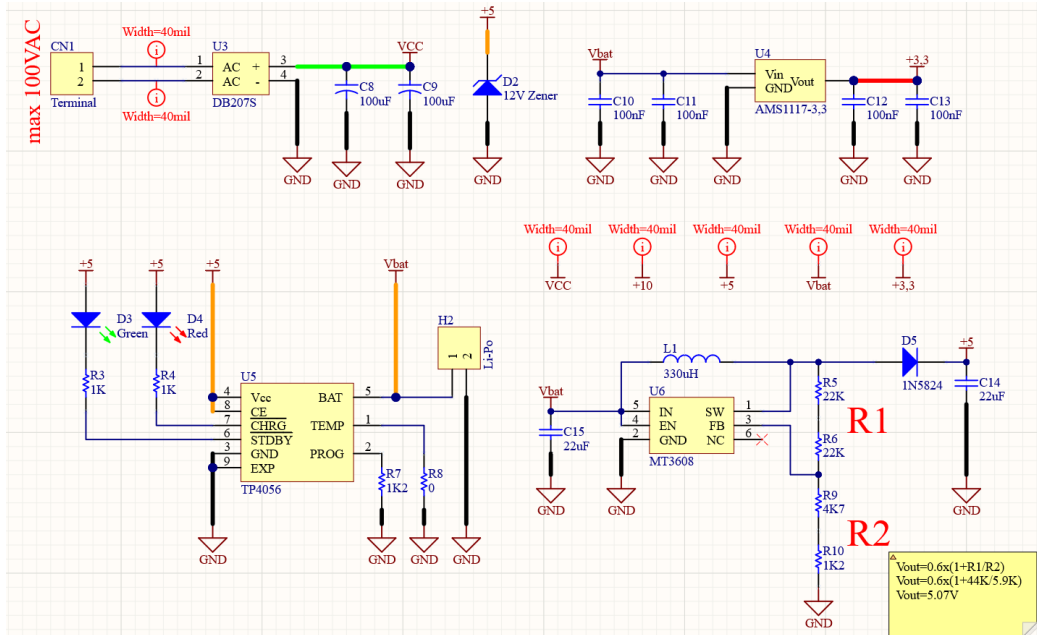 max 100VAC
CN1
1
2
Terminal
Width=40mil
i
i
Width=40mil
U3
1
2
AC +
AC -
3
4
DB207S
VCC
C8
100uF
C9
100uF
GND
GND
GND
+5
D2
12V Zener
GND
Vbat
C10
100nF
C11
100nF
U4
Vin
Vout
GND
AMS1117-3,3
+3,3
C12
100nF
C13
100nF
GND
GND
GND
GND
GND
Width=40mil
Width=40mil
Width=40mil
Width=40mil
Width=40mil
i
i
i
i
i
VCC
+10
+5
Vbat
+3,3
+5
+5
+5
Vbat
D3
Green
D4
Red
R3
1K
R4
1K
H2
1
2
Li-Po
U5
4
8
7
6
3
9
Vcc
CE
CHRG
STDBY
GND
EXP
BAT
TEMP
PROG
5
1
2
TP4056
R7
1K2
R8
0
GND
GND
GND
GND
Vbat
C15
22uF
GND
L1
330uH
U6
5
4
2
IN
EN
GND
SW
FB
NC
1
3
6
MT3608
GND
D5
1N5824
+5
C14
22uF
GND
R5
22K
R6
22K
R1
R9
4K7
R10
1K2
R2
GND
Vout=0.6x(1+R1/R2)
Vout=0.6x(1+44K/5.9K)
Vout=5.07V